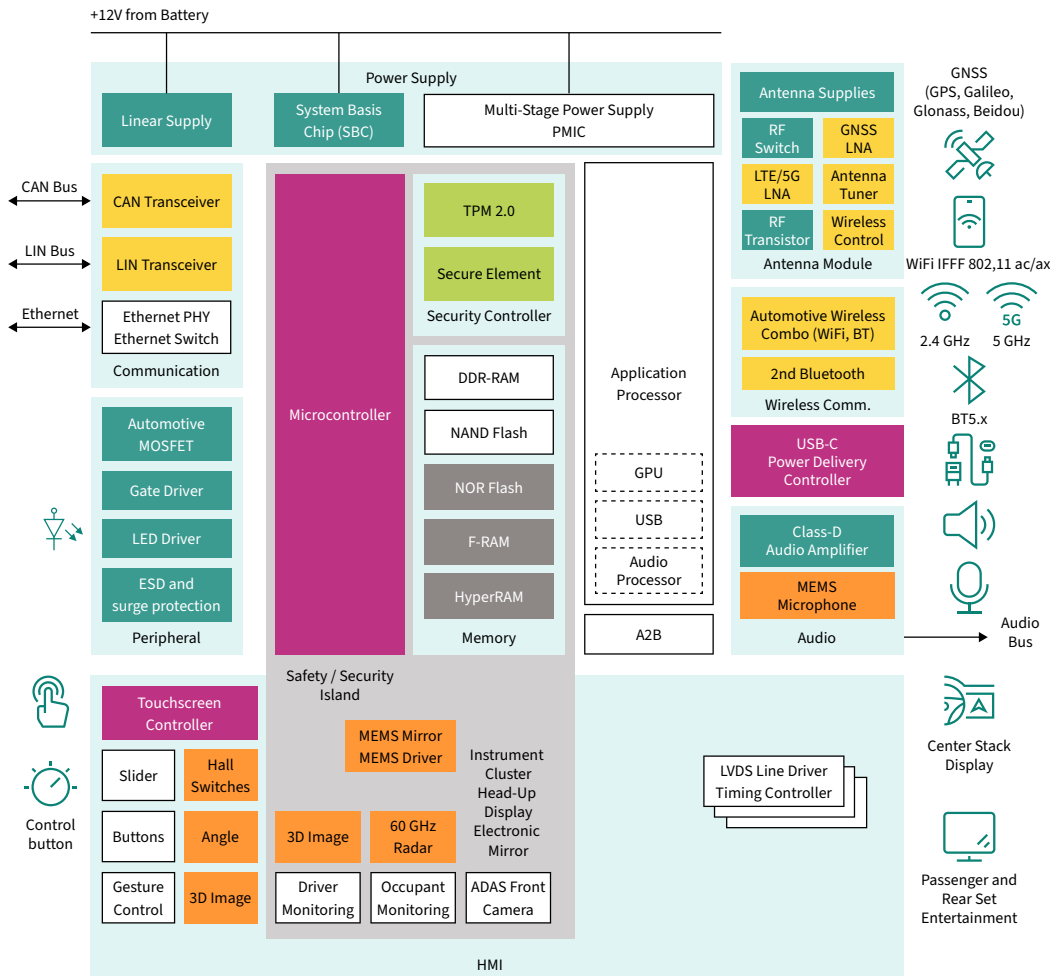 +12V from Battery
Power Supply
Linear Supply
System Basis
Chip (SBC)
Multi-Stage Power Supply
PMIC
CAN Bus
CAN Transceiver
LIN Bus
LIN Transceiver
Ethernet
Ethernet PHY
Ethernet Switch
Communication
Automotive
MOSFET
Gate Driver
LED Driver
ESD and
surge protection
Peripheral
Microcontroller
TPM 2.0
Secure Element
Security Controller
DDR-RAM
NAND Flash
NOR Flash
F-RAM
HyperRAM
Memory
Safety / Security
Island
Application
Processor
GPU
USB
Audio
Processor
A2B
Antenna Supplies
RF
Switch
GNSS
LNA
LTE/5G
LNA
Antenna
Tuner
RF
Transistor
Wireless
Control
Antenna Module
Automotive Wireless
Combo (WiFi, BT)
2nd Bluetooth
Wireless Comm.
USB-C
Power Delivery
Controller
Class-D
Audio Amplifier
MEMS
Microphone
Audio
GNSS
(GPS, Galileo,
Glonass, Beidou)
WiFi IFFF 802,11 ac/ax
5G
2.4 GHz
5 GHz
BT5.x
Audio
Bus
Touchscreen
Controller
Slider
Hall
Switches
Buttons
Angle
Gesture
Control
3D Image
Control
button
MEMS Mirror
MEMS Driver
3D Image
60 GHz
Radar
Instrument
Cluster
Head-Up
Display
Electronic
Mirror
Driver
Monitoring
Occupant
Monitoring
ADAS Front
Camera
LVDS Line Driver
Timing Controller
Center Stack
Display
Passenger and
Rear Set
Entertainment
HMI